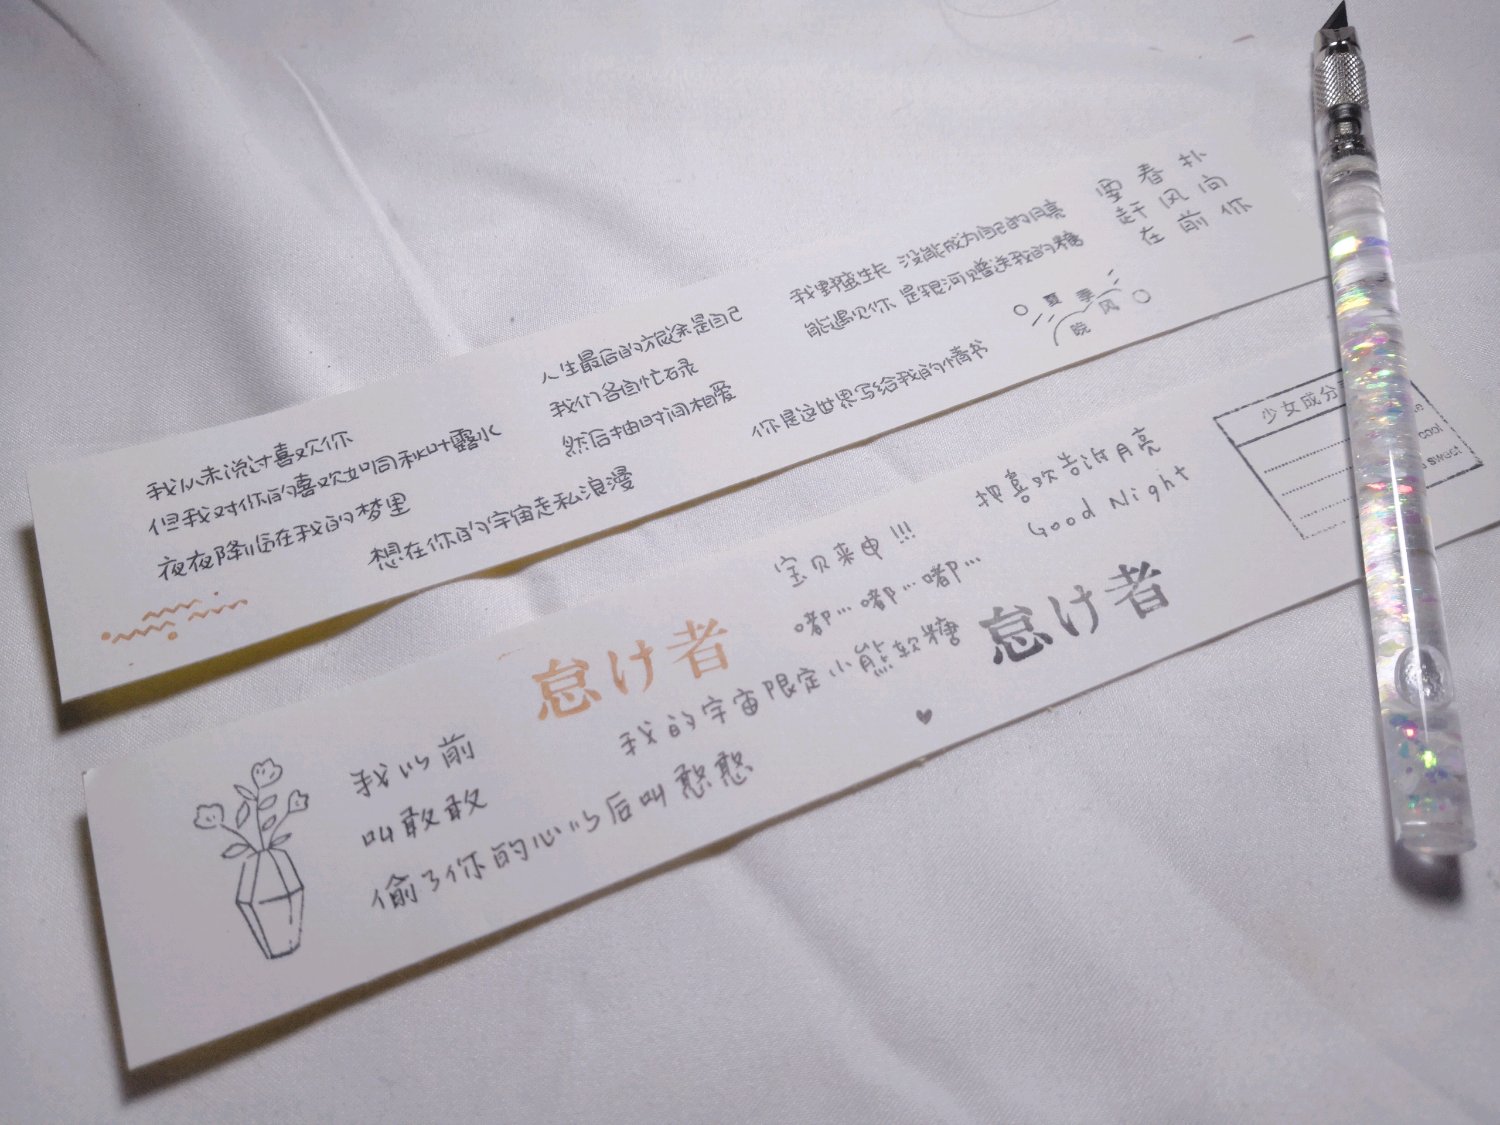 我从未说过喜欢你
但我对你的喜欢如同秋叶露水
夜夜降临在我的梦里
想在你的宇宙走私浪漫
人生最后的旅途是自己
我们各自忙碌
然后抽时间相爱
你是这世界写给我的情书
我野蛮生长 没能成为自己的月亮
能遇见你 是银河赠送我的糖
夏季
晚风
要春扑
赶风向
在前你
我以前
叫敢敢
偷了你的心以后叫憨憨
怠け者
我的宇宙限定小熊软糖
宝贝来电!!!
嘟…嘟…嘟…
怠け者
把喜欢告诉月亮
Good Night
少女成分
cool
sweet